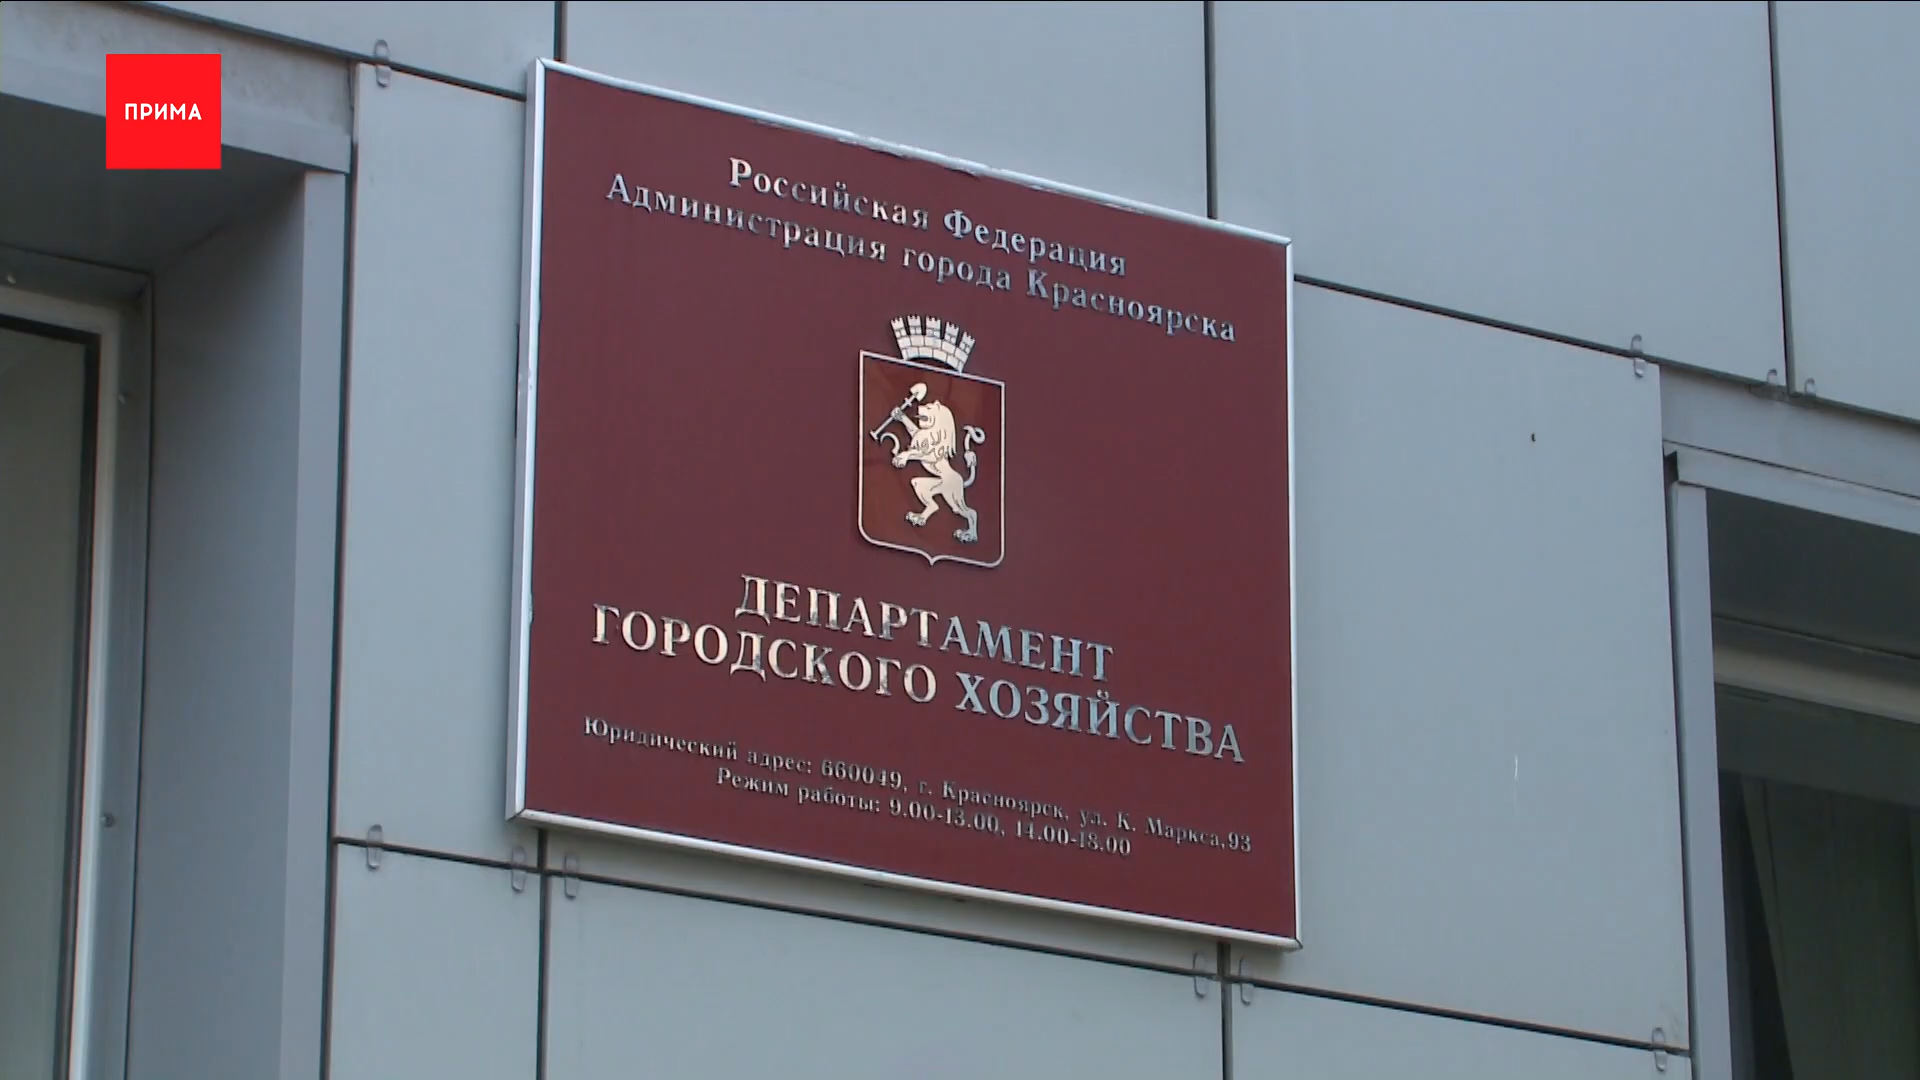 ПРИМА
Российская Федерация
Администрация города Красноярска
ДЕПАРТАМЕНТ
ГОРОДСКОГО ХОЗЯЙСТВА
Юридический адрес: 660049, г. Красноярск, ул. К. Маркса,93
Режим работы: 9.00-13.00, 14.00-18.00